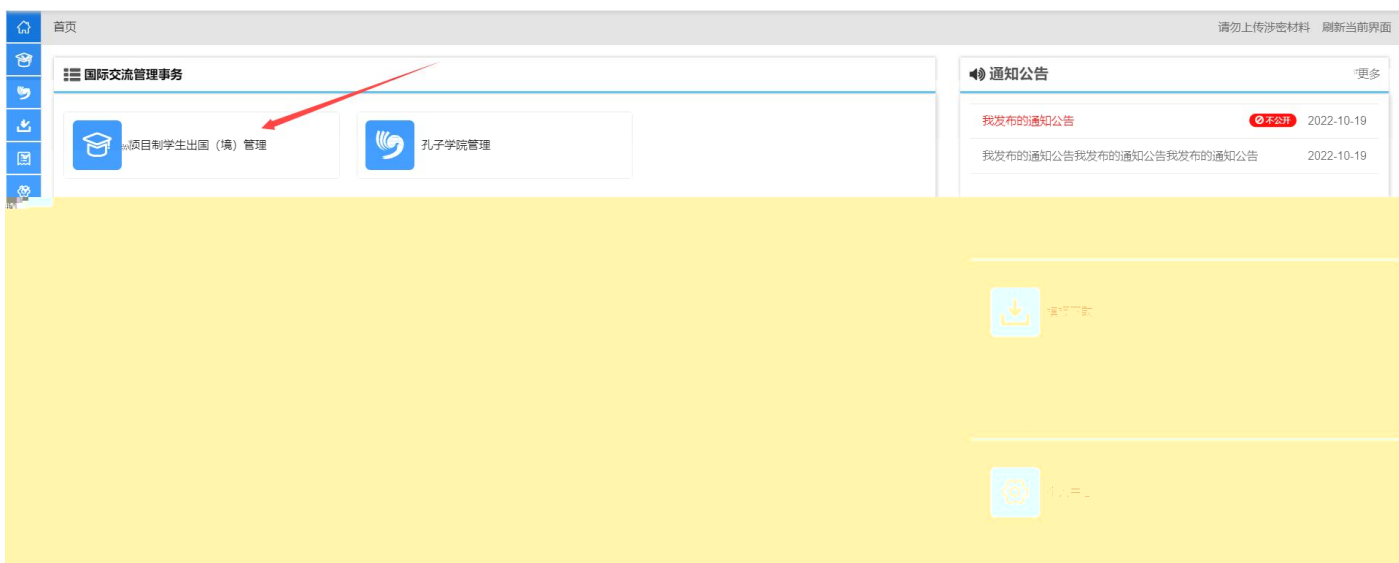 首页
请勿上传涉密材料 刷新当前界面
国际交流管理事务
通知公告
更多
项目制学生出国（境）管理
孔子学院管理
我发布的通知公告
不公开
2022-10-19
我发布的通知公告我发布的通知公告我发布的通知公告
2022-10-19